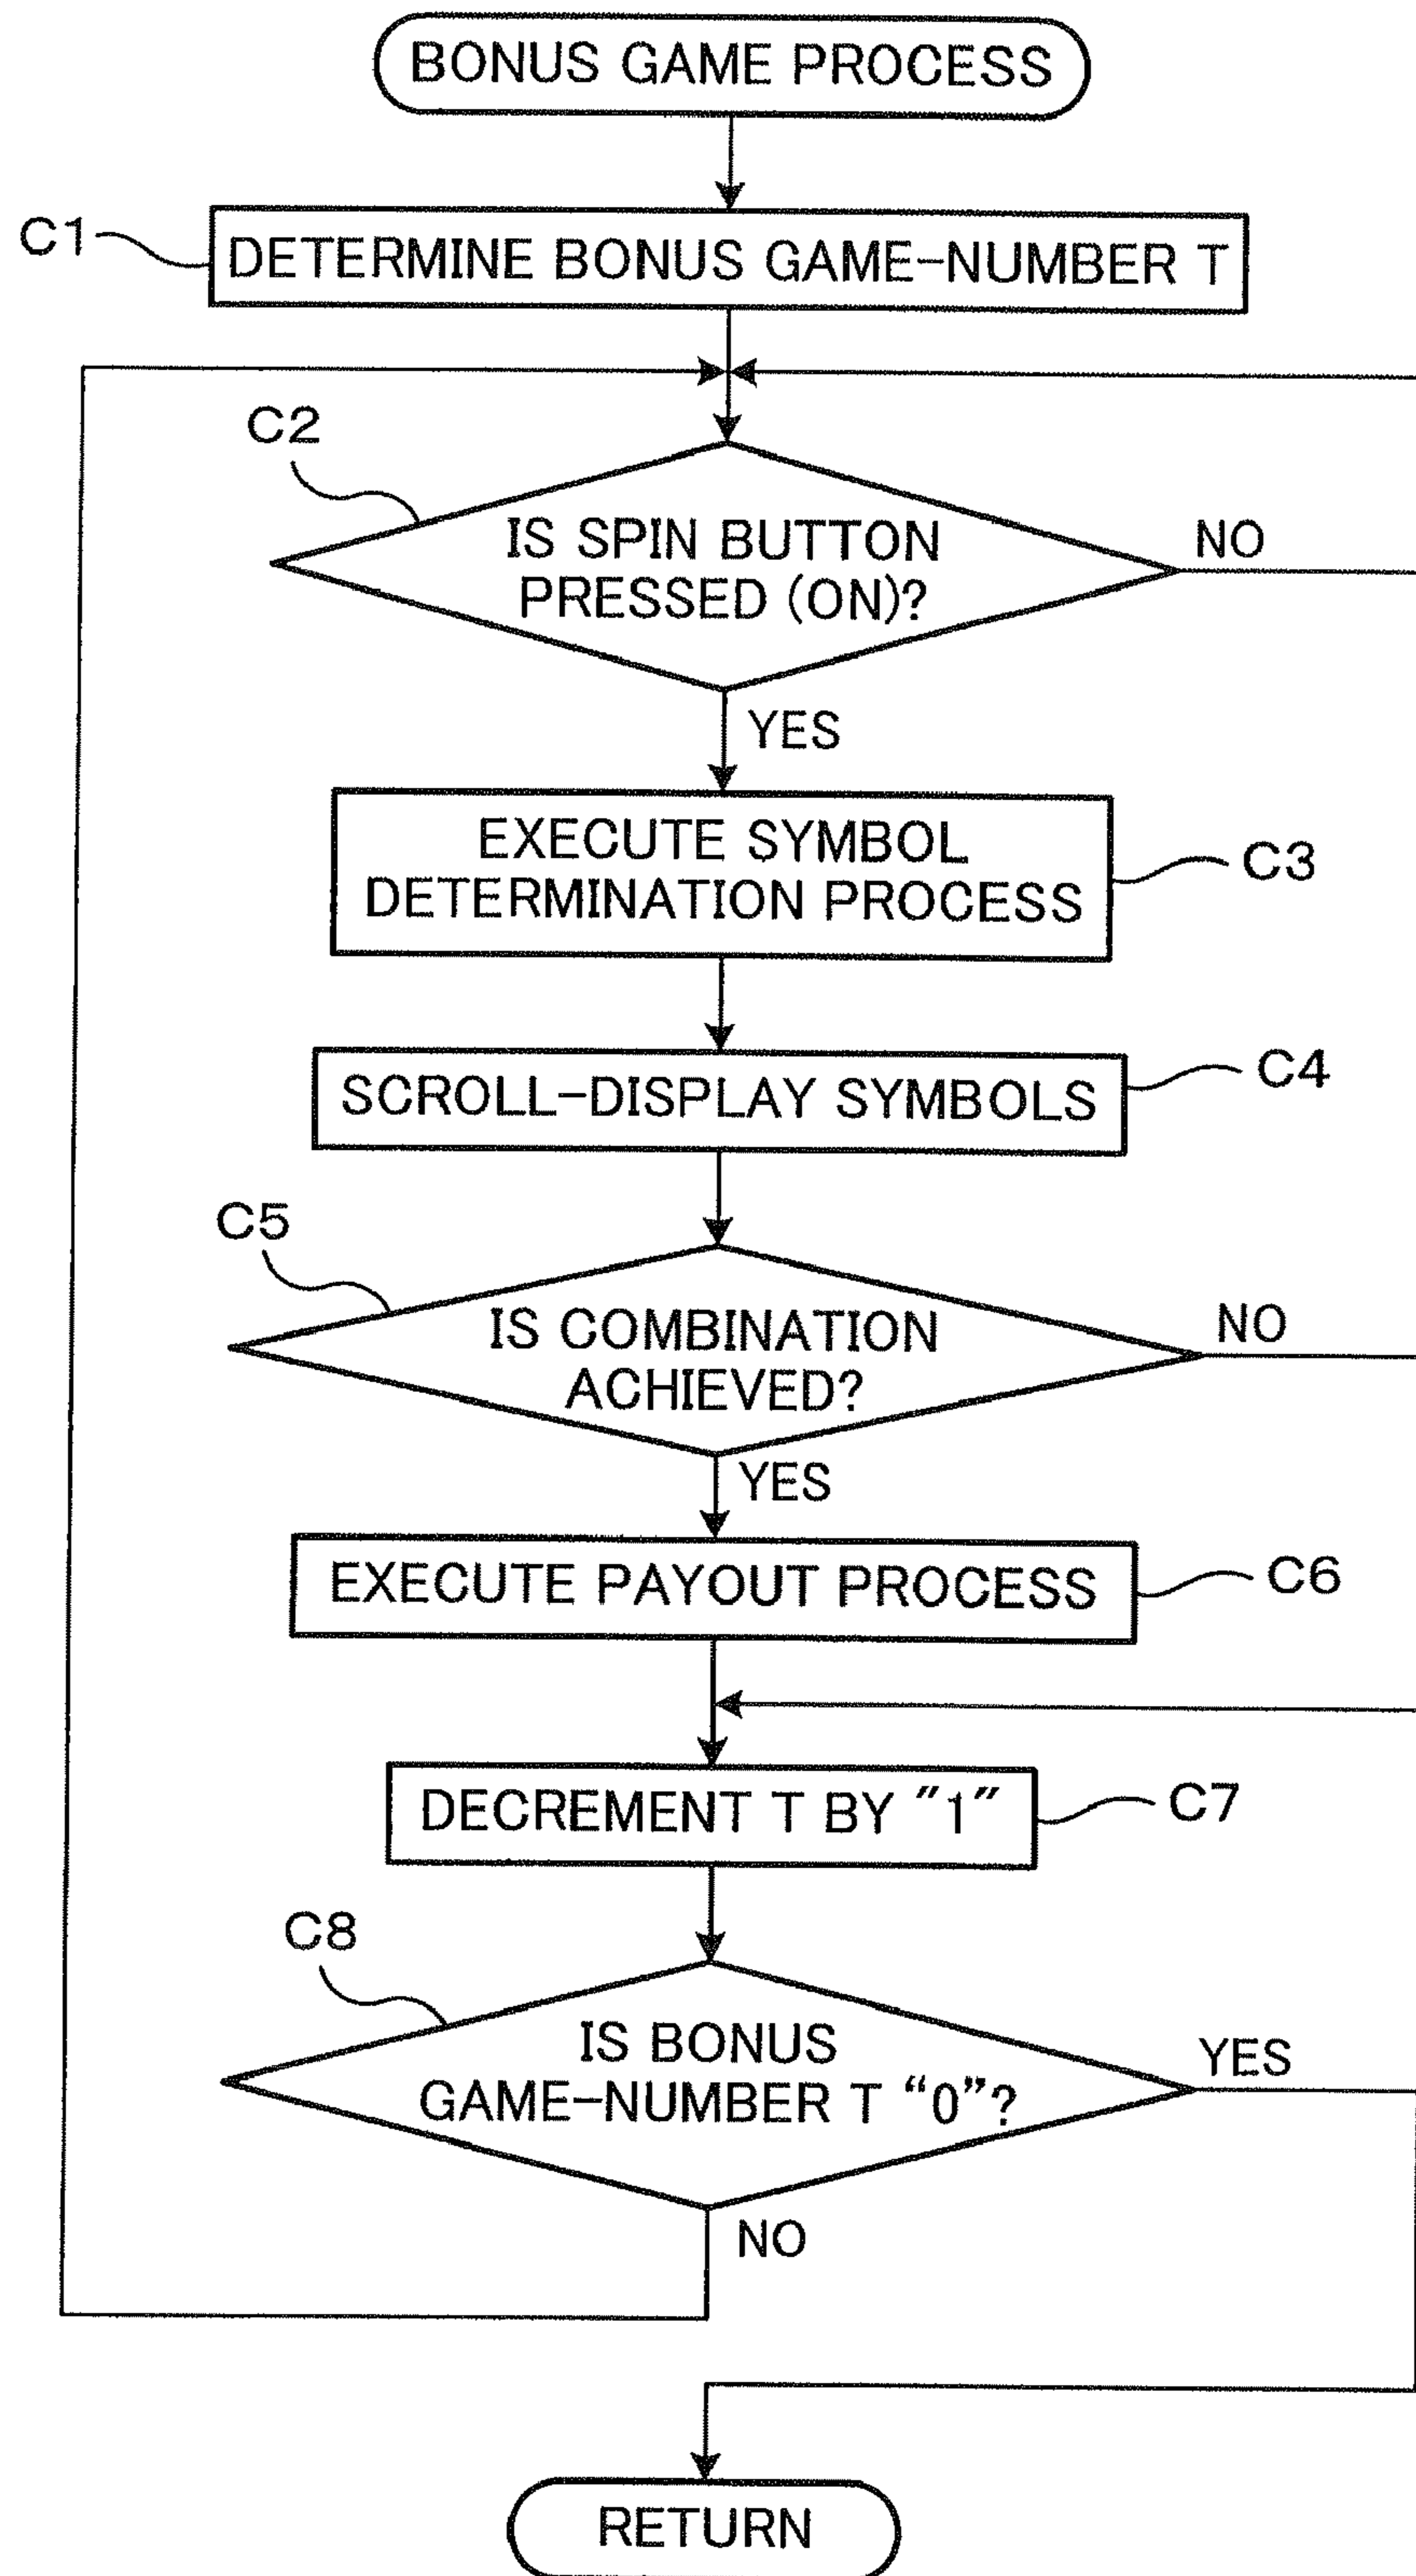 BONUS GAME PROCESS
C1
DETERMINE BONUS GAME-NUMBER T
C2
IS SPIN BUTTON
PRESSED (ON)?
NO
YES
EXECUTE SYMBOL
DETERMINATION PROCESS
C3
SCROLL-DISPLAY SYMBOLS
C4
C5
IS COMBINATION
ACHIEVED?
NO
YES
EXECUTE PAYOUT PROCESS
C6
DECREMENT T BY "1"
C7
C8
IS BONUS
GAME-NUMBER T “0”?
YES
NO
RETURN